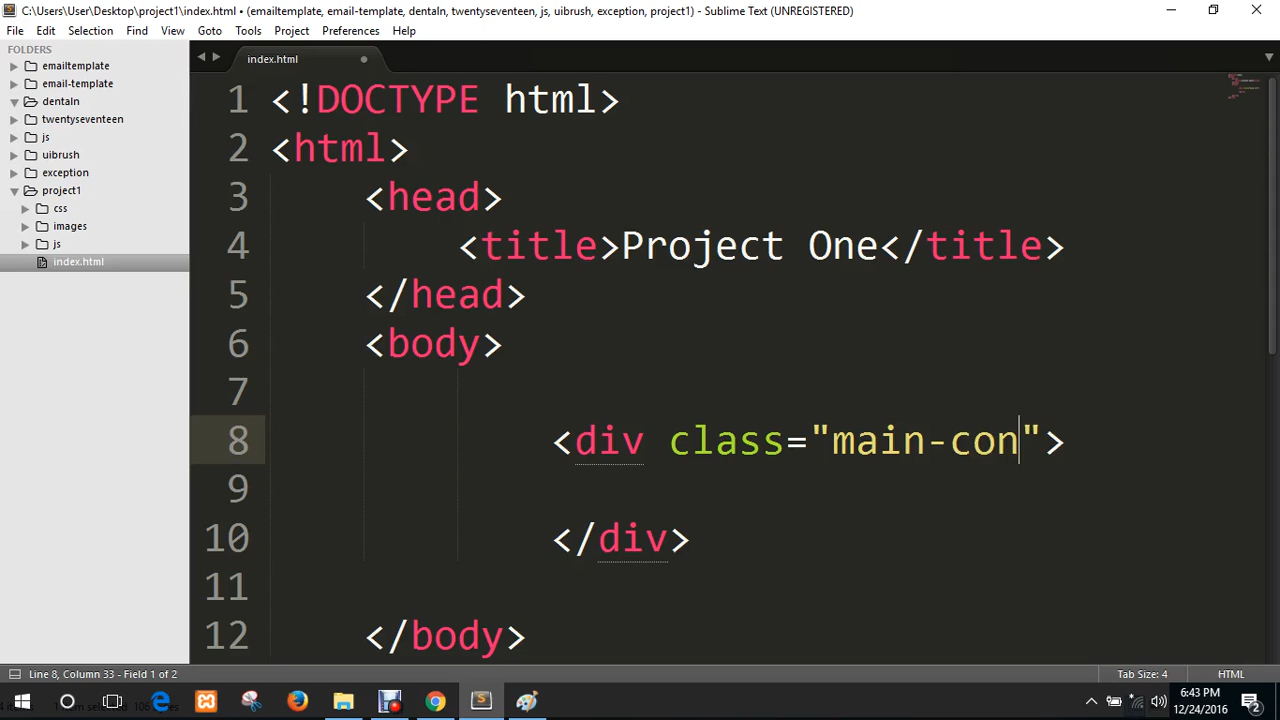 C:\Users\User\Desktop\project1\index.html • (emailtemplate, email-template, dentaln, twentyseventeen, js, uibrush, exception, project1) - Sublime Text (UNREGISTERED)
File Edit Selection Find View Goto Tools Project Preferences Help
FOLDERS
emailtemplate
email-template
dentaln
twentyseventeen
js
uibrush
exception
project1
css
images
js
index.html
index.html
1 <!DOCTYPE html>
2 <html>
3 <head>
4 <title>Project One</title>
5 </head>
6 <body>
7
8 <div class="main-con">
9
10 </div>
11
12 </body>
Line 8, Column 33 - Field 1 of 2
Tab Size: 4
HTML
6:43 PM
12/24/2016
2